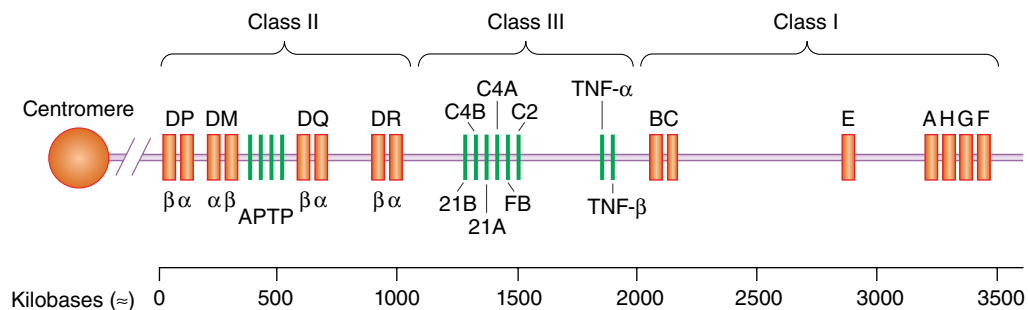 Class II Class III Class I
C4A TNF-α
Centromere DP DM DQ DR C4B C2 BC E A H G F
β α α β β α β α 21B FB TNF-β
APTP 21A
Kilobases (≈) 0 500 1000 1500 2000 2500 3000 3500